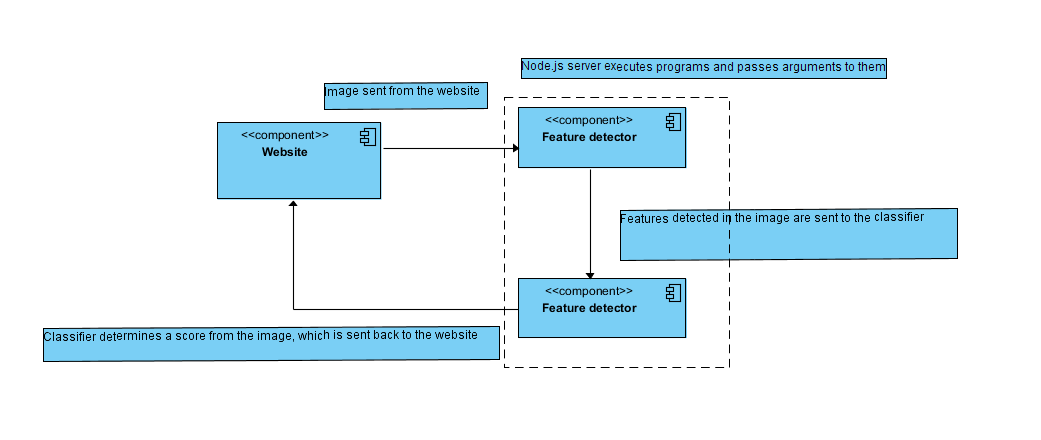 Node.js server executes programs and passes arguments to them
Image sent from the website
<<component>>
Website
<<component>>
Feature detector
Features detected in the image are sent to the classifier
<<component>>
Feature detector
Classifier determines a score from the image, which is sent back to the website